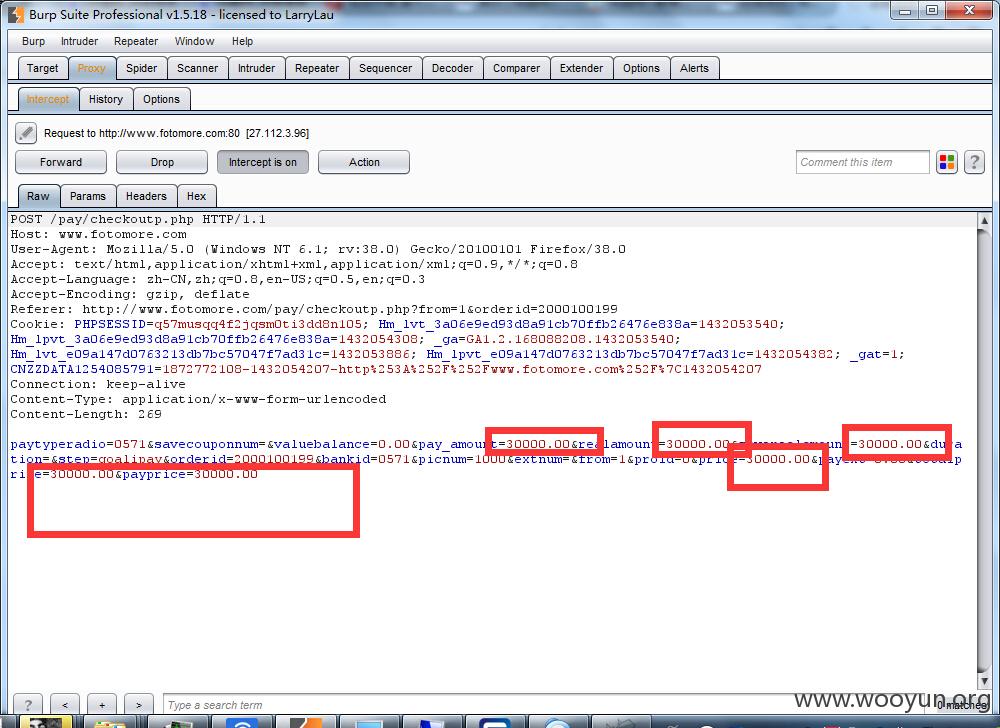 Burp Suite Professional v1.5.18 - licensed to LarryLau
Burp Intruder Repeater Window Help
Target Proxy Spider Scanner Intruder Repeater Sequencer Decoder Comparer Extender Options Alerts
Intercept History Options
Request to http://www.fotomore.com:80 [27.112.3.96]
Forward Drop Intercept is on Action Comment this item ?
Raw Params Headers Hex
POST /pay/checkoutp.php HTTP/1.1
Host: www.fotomore.com
User-Agent: Mozilla/5.0 (Windows NT 6.1; rv:38.0) Gecko/20100101 Firefox/38.0
Accept: text/html,application/xhtml+xml,application/xml;q=0.9,*/*;q=0.8
Accept-Language: zh-CN,zh;q=0.8,en-US;q=0.5,en;q=0.3
Accept-Encoding: gzip, deflate
Referer: http://www.fotomore.com/pay/checkoutp.php?from=1&orderid=2000100199
Cookie: PHPSESSID=q57musqq4f2jqsm0ti3dd8n105; Hm_lvt_3a06e9ed93d8a91cb70ffb26476e838a=1432053540;
Hm_lpvt_3a06e9ed93d8a91cb70ffb26476e838a=1432054308; _ga=GA1.2.168088208.1432053540;
Hm_lvt_e09a147d0763213db7bc57047f7ad31c=1432053886; Hm_lpvt_e09a147d0763213db7bc57047f7ad31c=1432054382; _gat=1;
CNZZDATA1254085791=1872772108-1432054207-http%253A%252F%252Fwww.fotomore.com%252F%7C1432054207
Connection: keep-alive
Content-Type: application/x-www-form-urlencoded
Content-Length: 269
paytyperadio=0571&savecouponnum=&valuebalance=0.00&pay_amount=30000.00&realamount=30000.00 =30000.00&dura
tion=&step=goalipay&orderid=2000100199&bankid=0571&picnum=1000&extnum=&from=1&proid=0&price=30000.00
rice=30000.00&payprice=30000.00
? < + > Type a search term 0 matches
www.wooyun.org